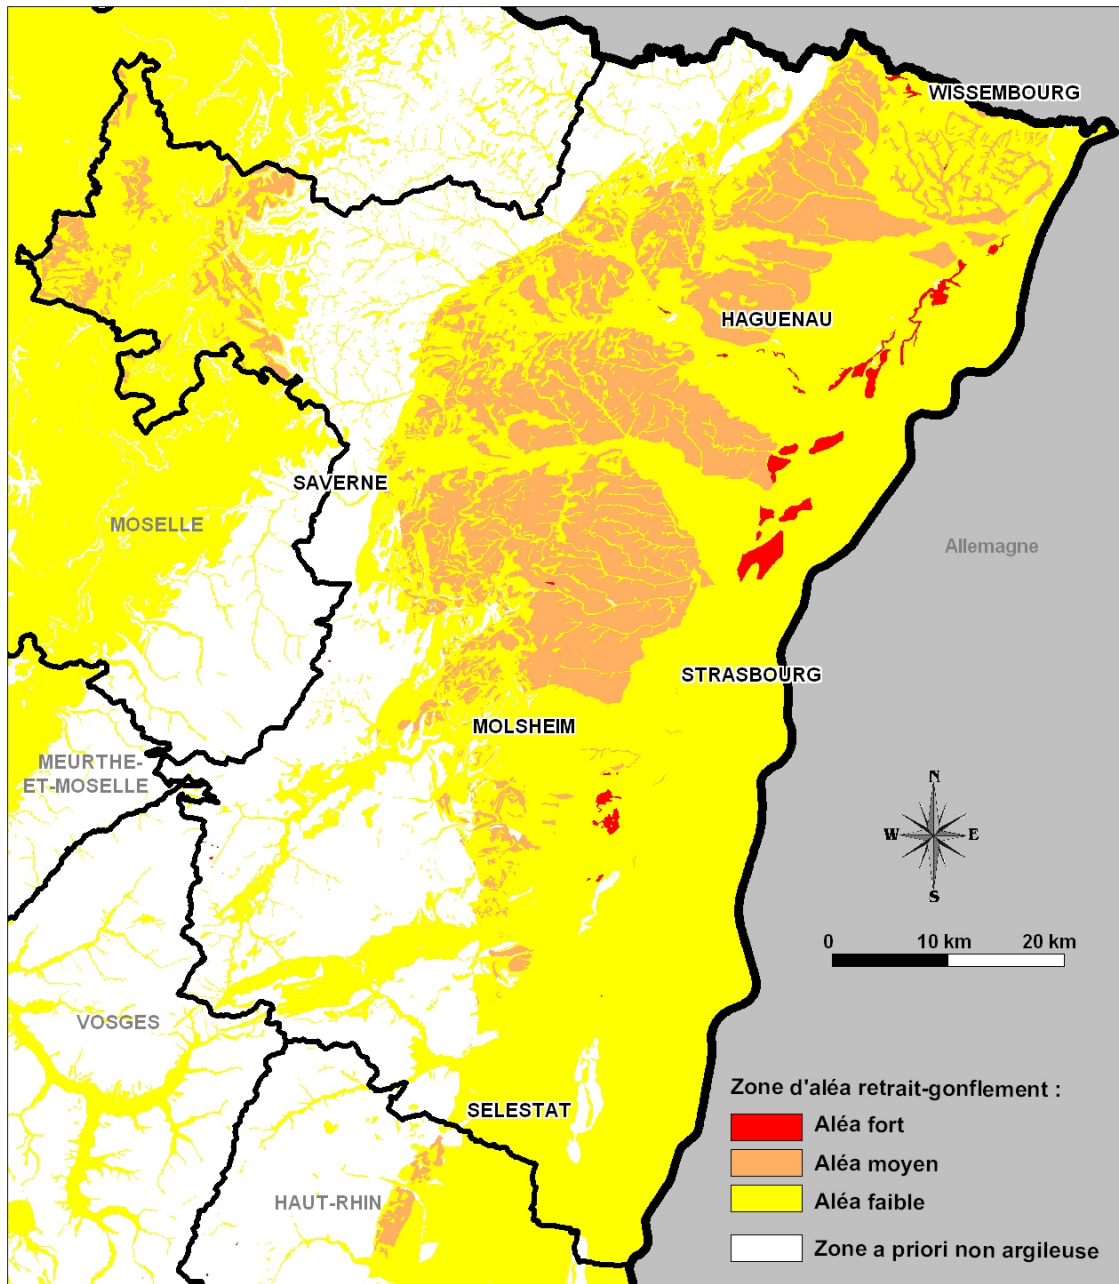 WISSEMBOURG
HAGUENAU
SAVERNE
MOSELLE
Allemagne
STRASBOURG
MOLSHEIM
MEURTHE-
ET-MOSELLE
N
W E
S
0 10 km 20 km
VOSGES
SELESTAT
HAUT-RHIN
Zone d'aléa retrait-gonflement :
Aléa fort
Aléa moyen
Aléa faible
Zone a priori non argileuse